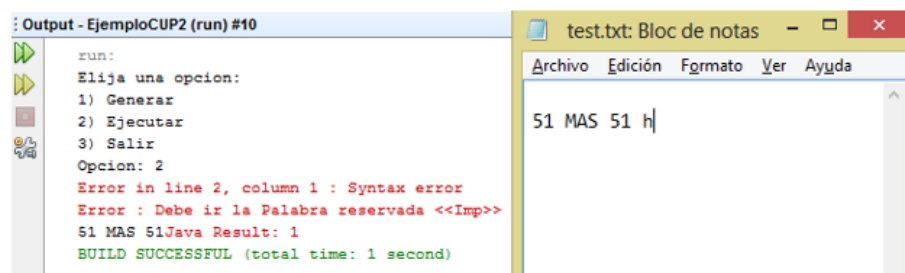 Output - EjemploCUP2 (run) #10
run:
Elija una opcion:
1) Generar
2) Ejecutar
3) Salir
Opcion: 2
Error in line 2, column 1 : Syntax error
Error : Debe ir la Palabra reservada <<Imp>>
51 MAS 51Java Result: 1
BUILD SUCCESSFUL (total time: 1 second)
test.txt: Bloc de notas
Archivo Edición Formato Ver Ayuda
51 MAS 51 h